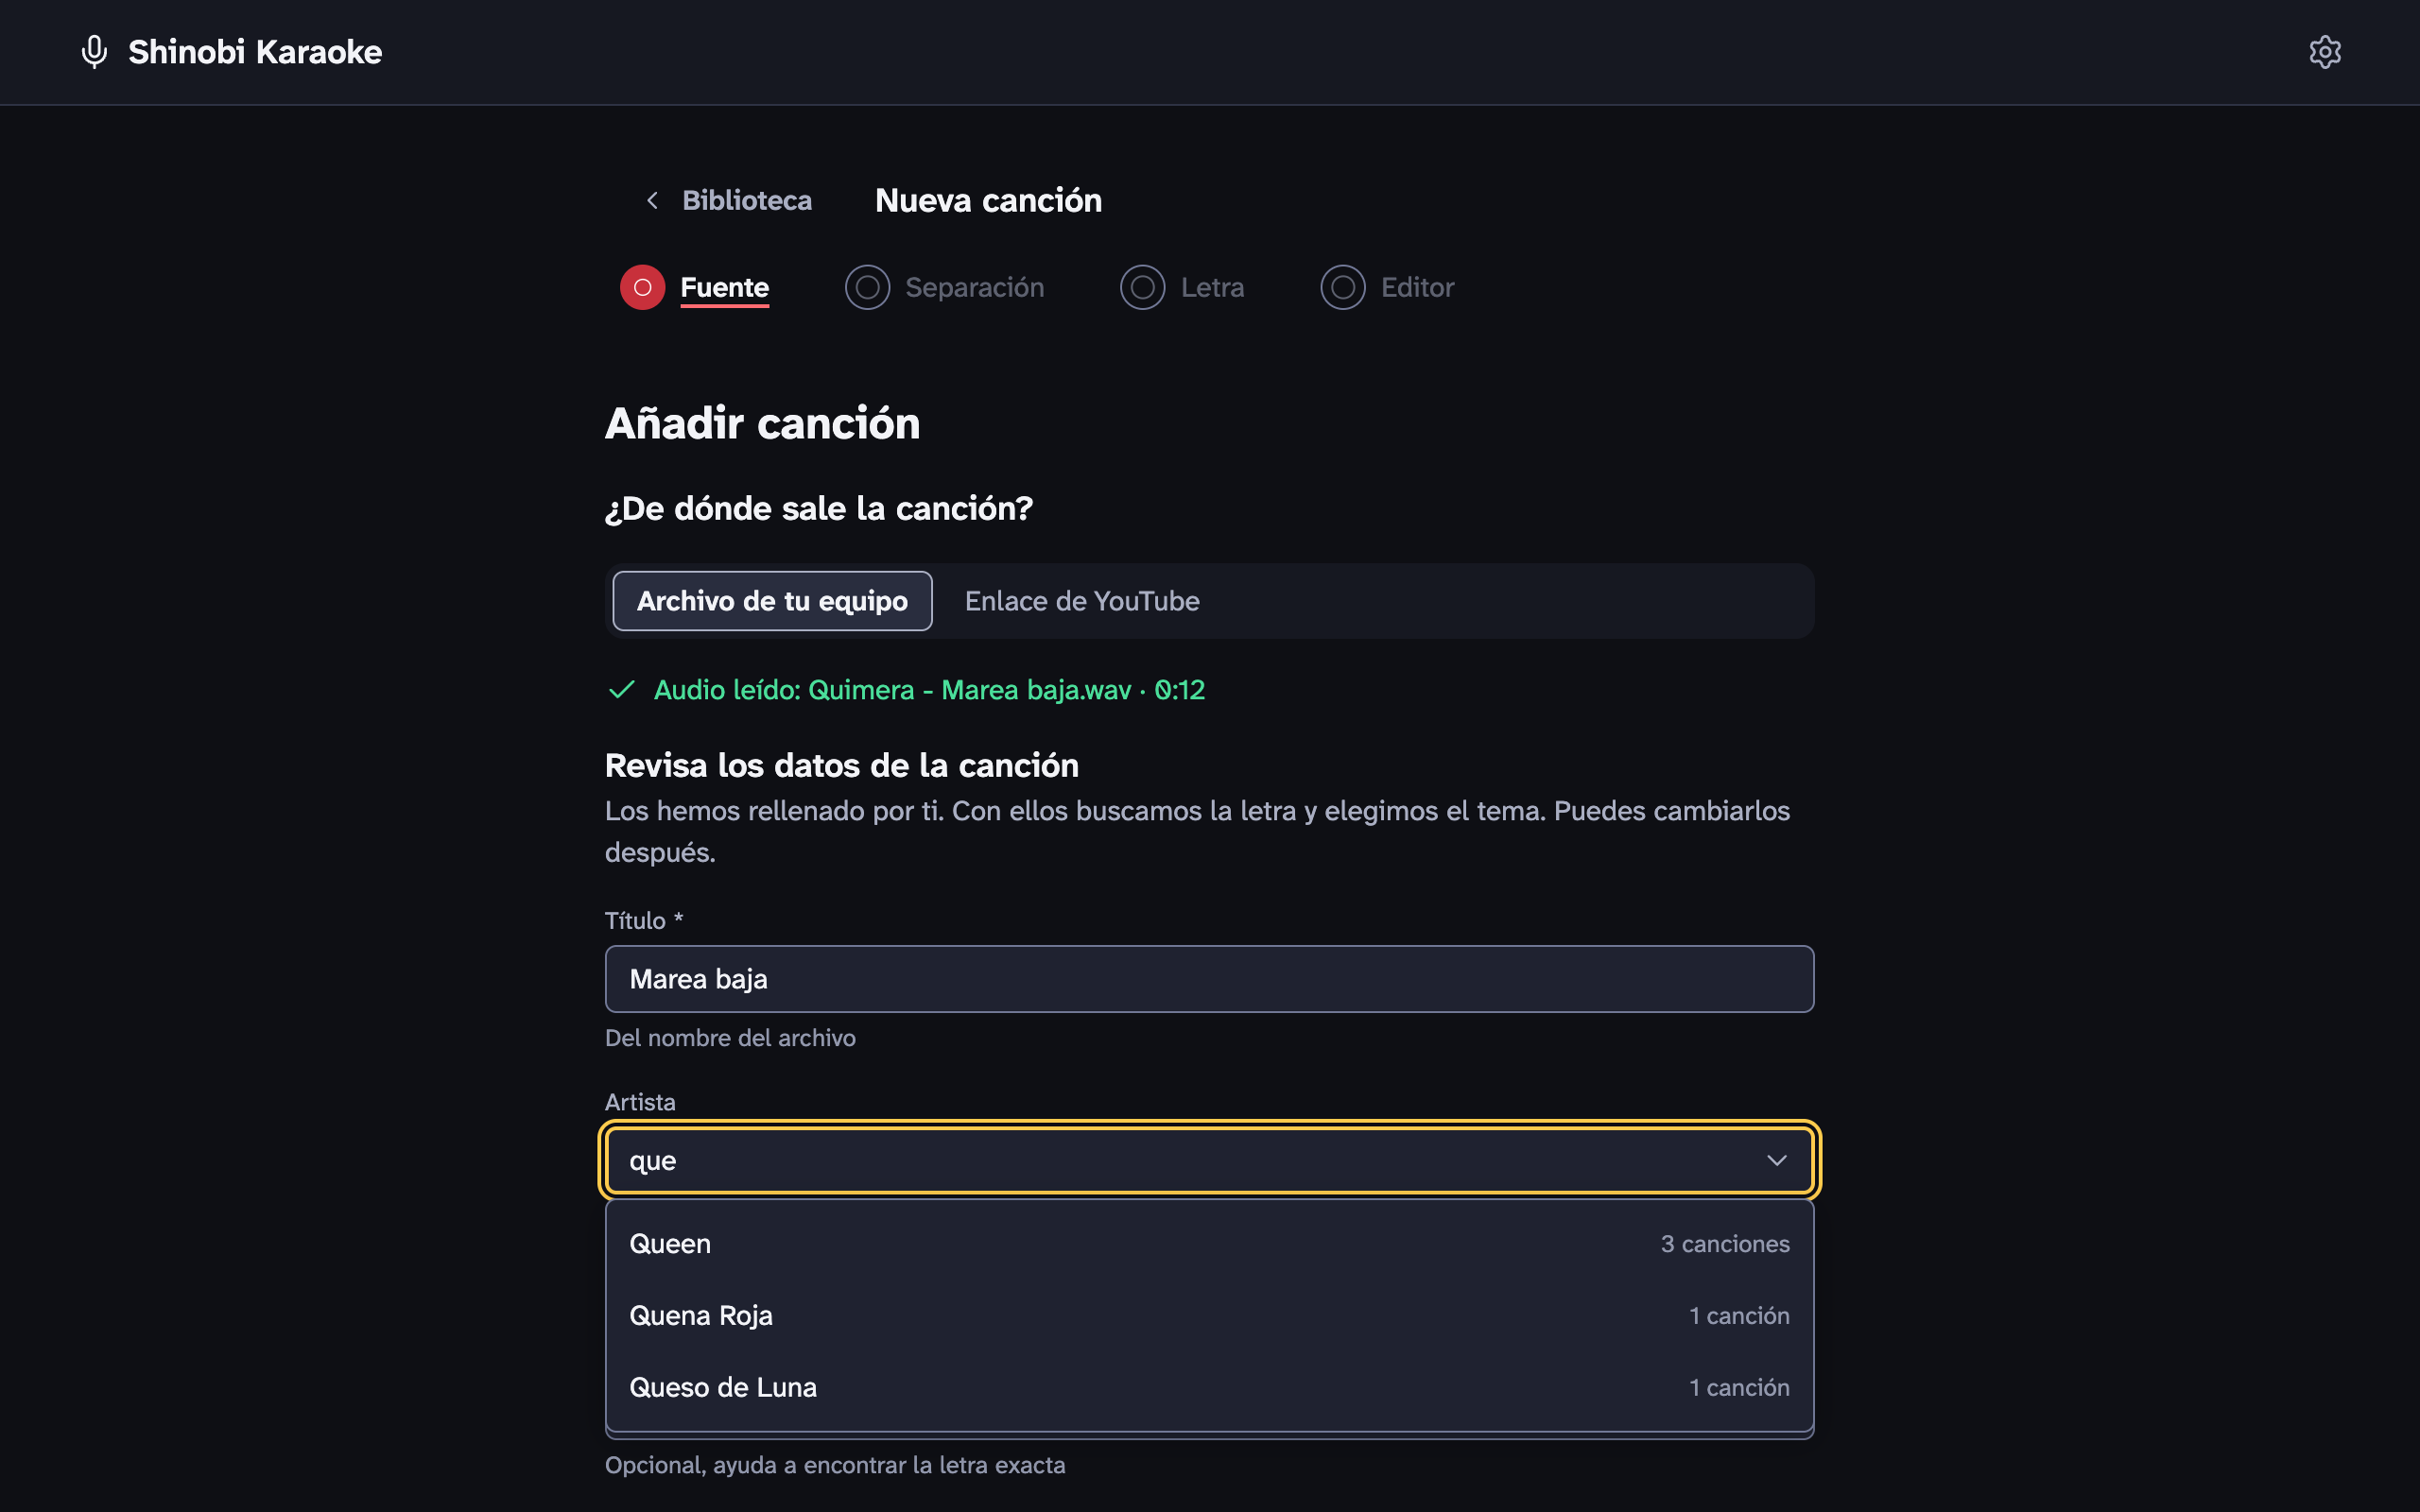 Shinobi Karaoke
Biblioteca
Nueva canción
Fuente
Separación
Letra
Editor
Añadir canción
¿De dónde sale la canción?
Archivo de tu equipo
Enlace de YouTube
Audio leído: Quimera - Marea baja.wav · 0:12
Revisa los datos de la canción
Los hemos rellenado por ti. Con ellos buscamos la letra y elegimos el tema. Puedes cambiarlos
después.
Título *
Marea baja
Del nombre del archivo
Artista
que
Queen 3 canciones
Quena Roja 1 canción
Queso de Luna 1 canción
Opcional, ayuda a encontrar la letra exacta